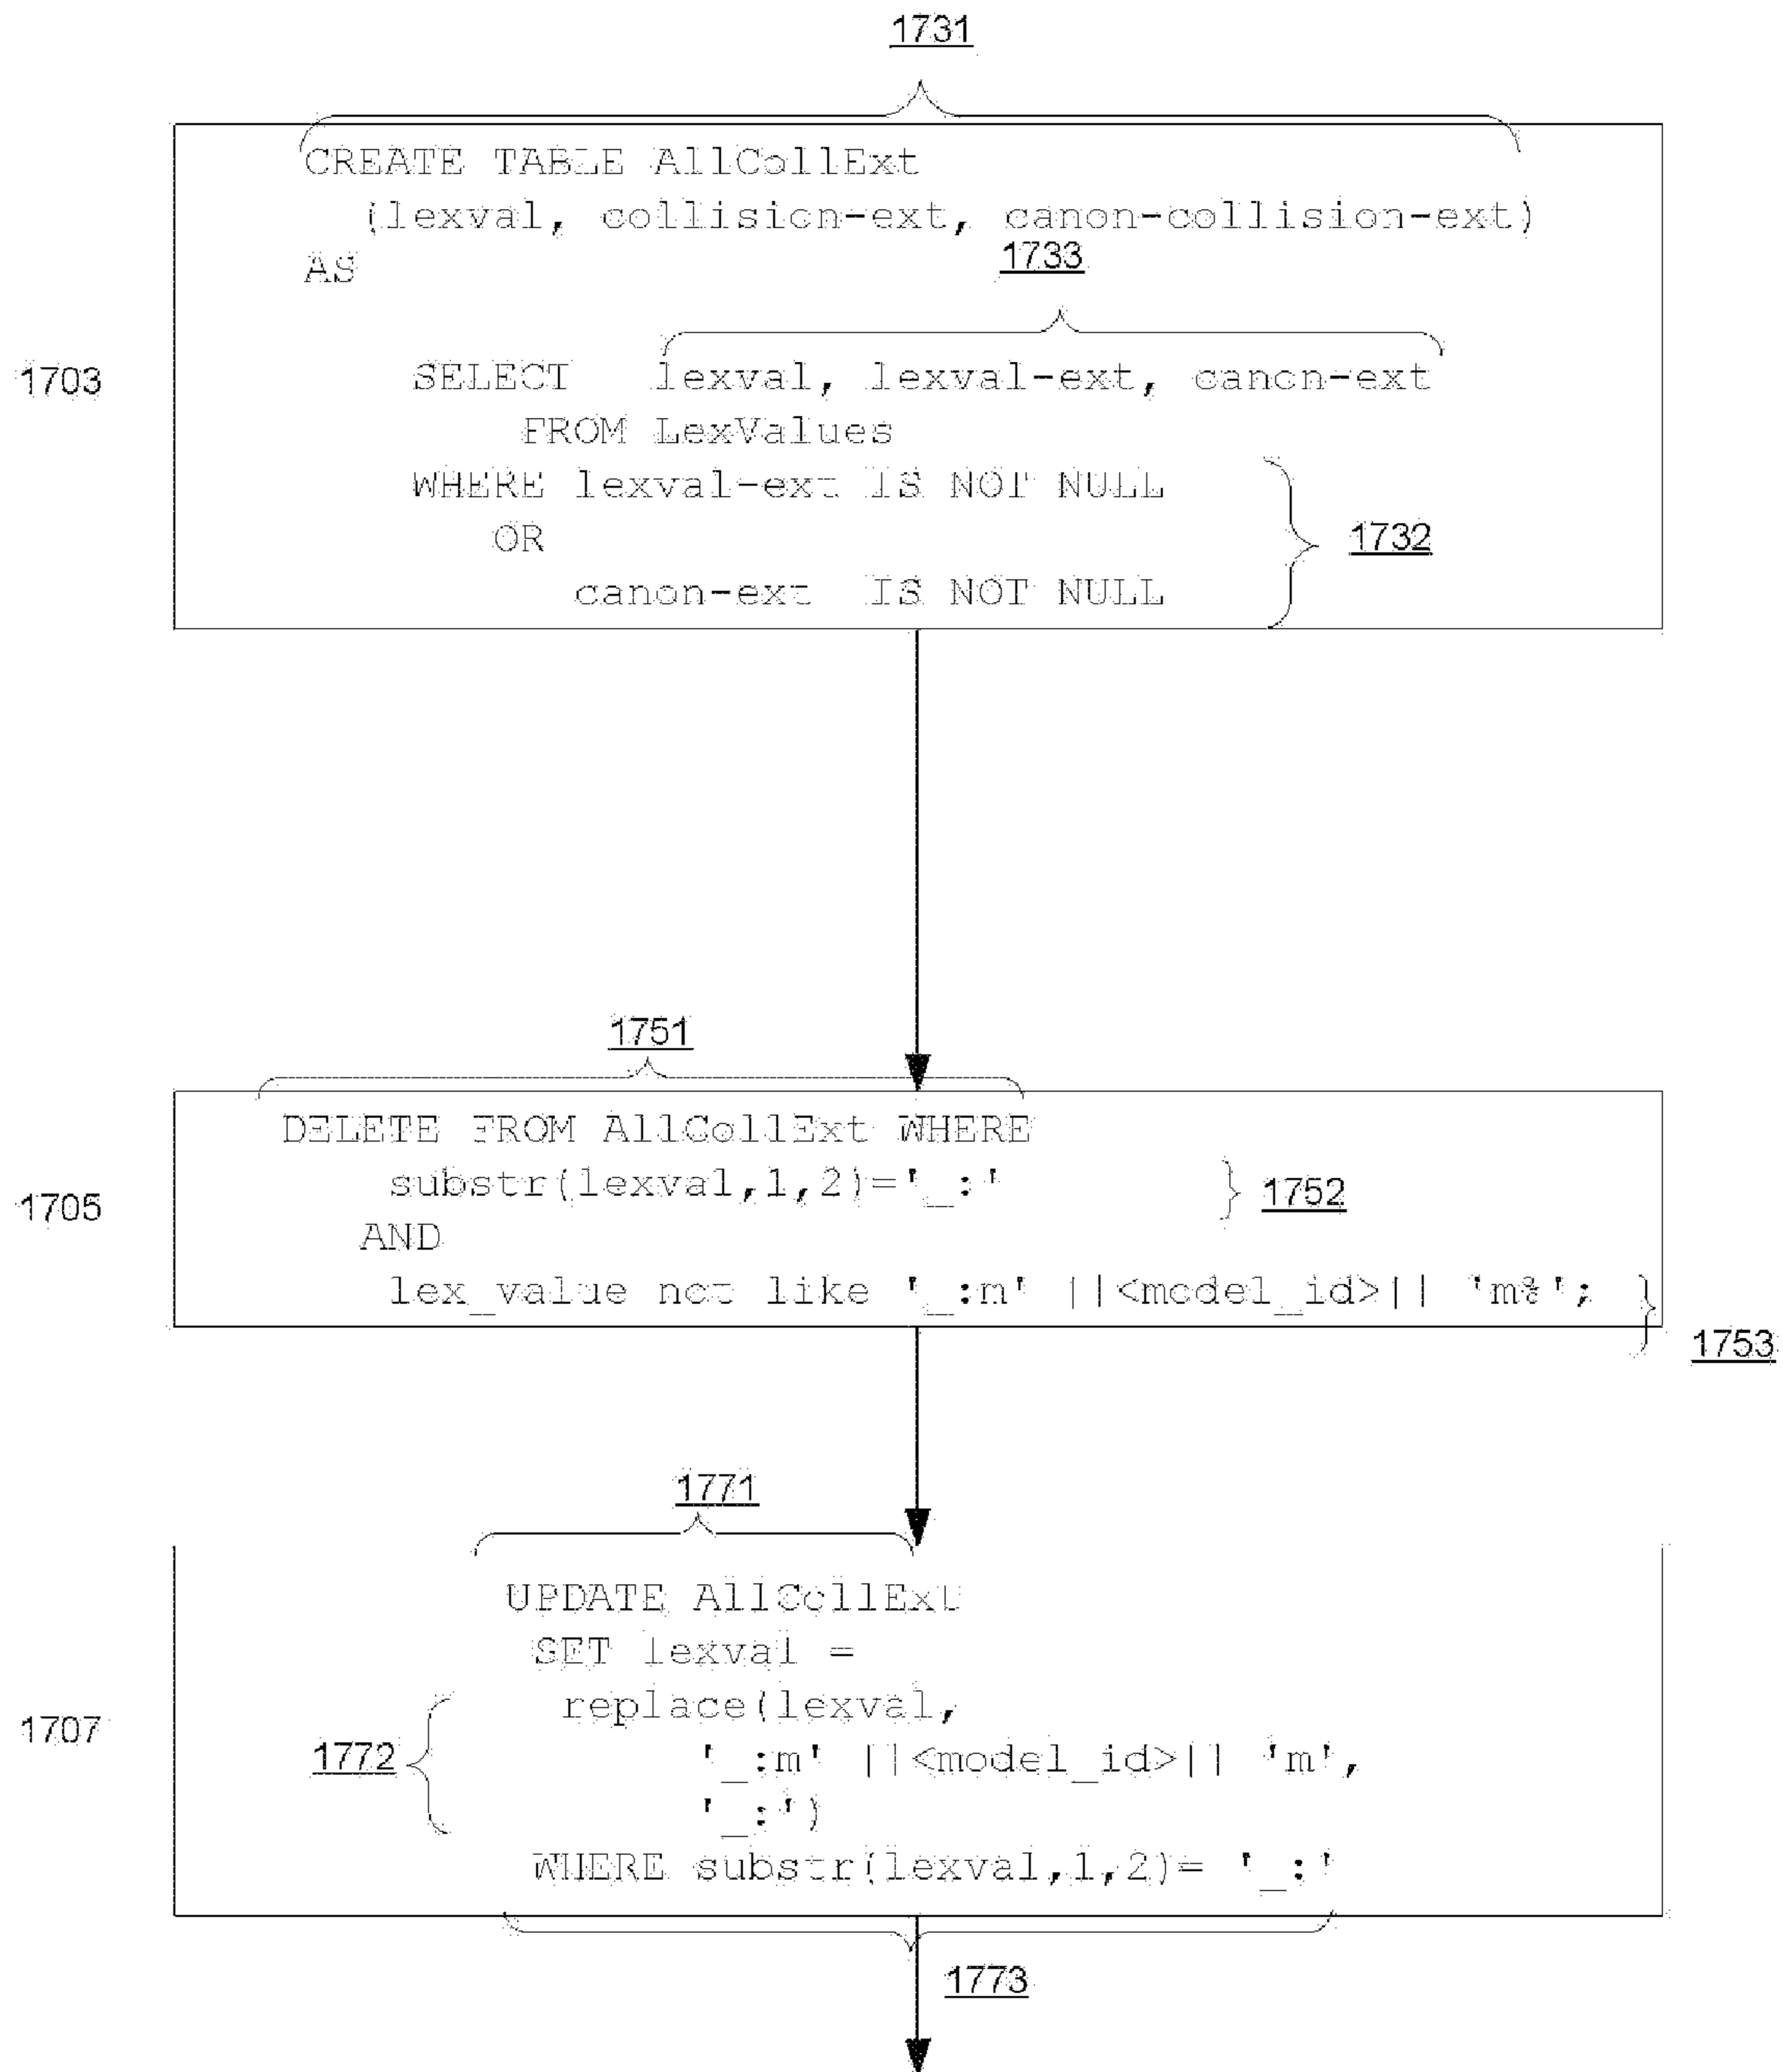 1731
CREATE TABLE AllCollExt
(lexval, collision-ext, canon-collision-ext)
AS
1733
1703
SELECT lexval, lexval-ext, canon-ext
FROM LexValues
WHERE lexval-ext IS NOT NULL
OR
1732
canon-ext IS NOT NULL
1751
DELETE FROM AllCollExt WHERE
1705
substr(lexval,1,2)='_:'
1752
AND
lex_value not like '_:m' ||<model_id>|| 'm%';
1753
1771
UPDATE AllCollExt
SET lexval =
1707
replace(lexval,
1772
'_:m' ||<model_id>|| 'm',
'_:')
WHERE substr(lexval,1,2)= '_:'
1773